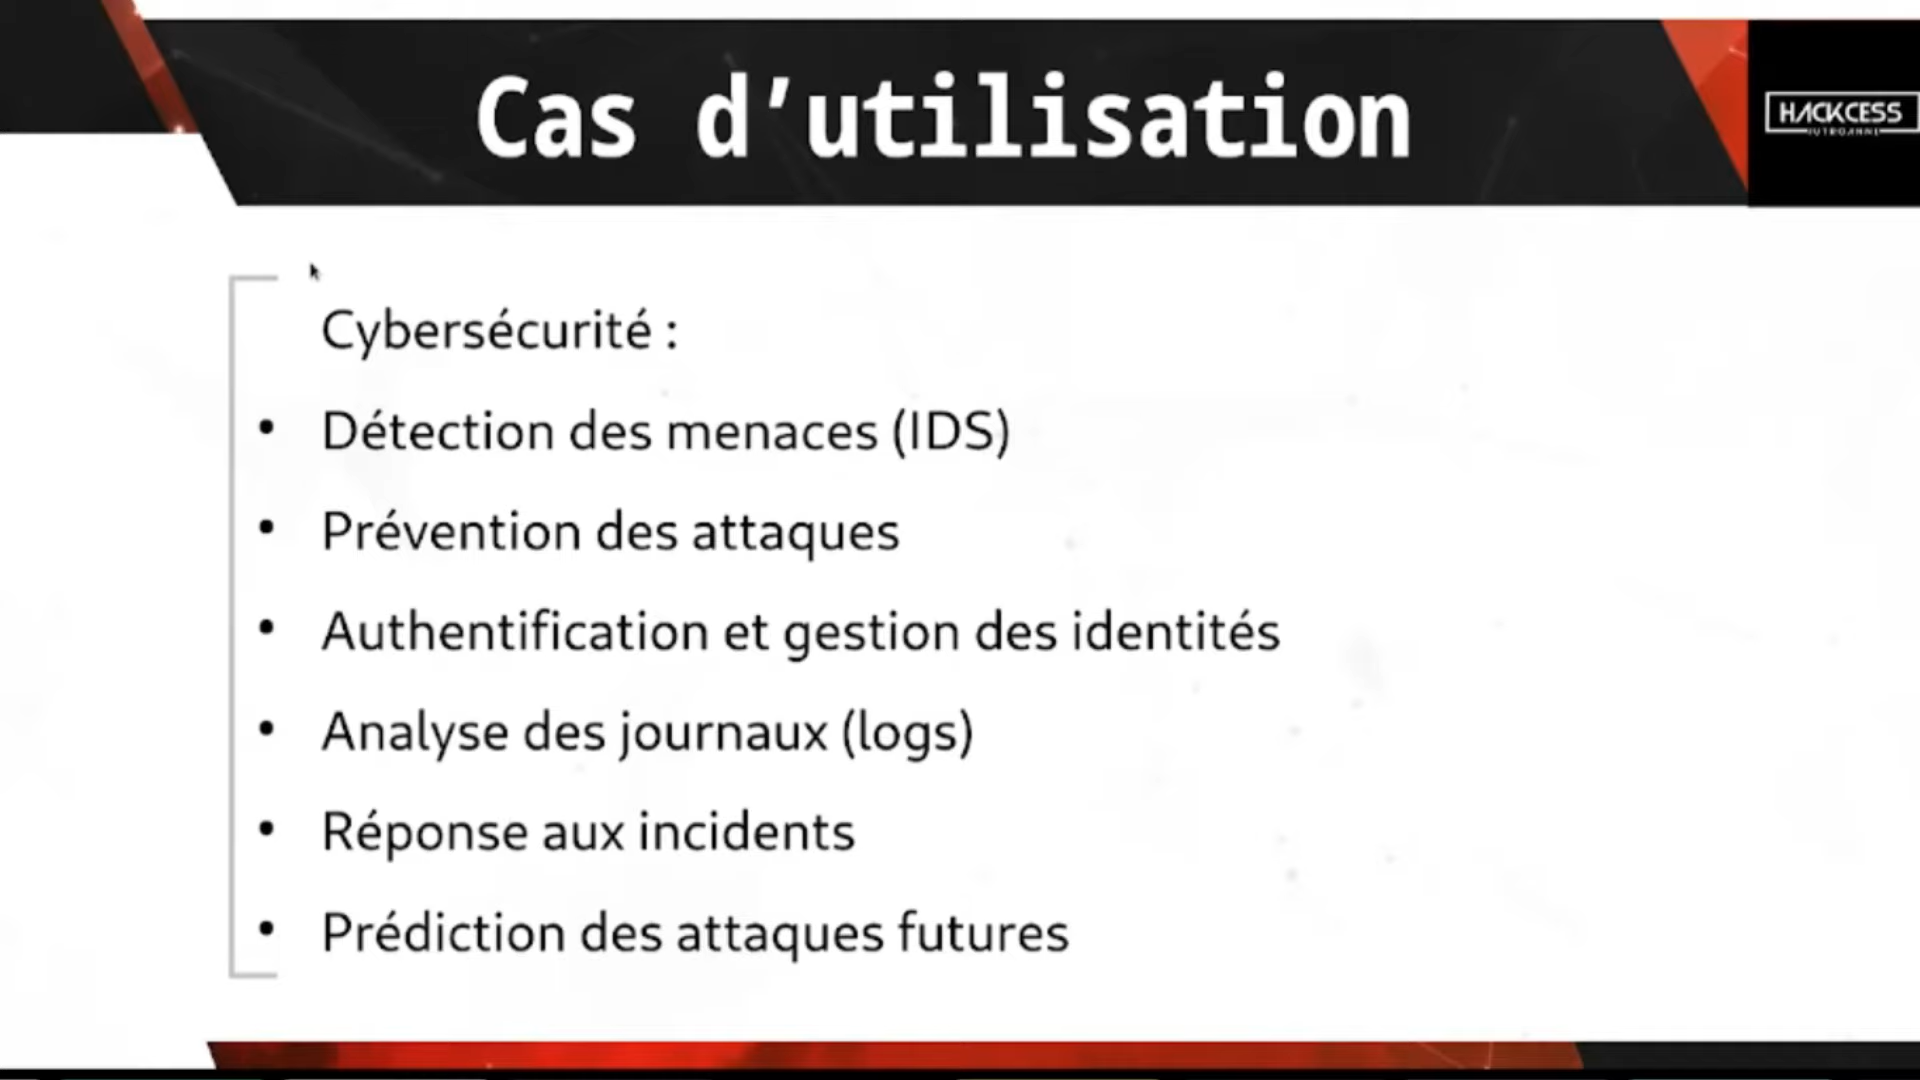 Cas d’utilisation
HACKCESS
Cybersécurité :
• Détection des menaces (IDS)
• Prévention des attaques
• Authentification et gestion des identités
• Analyse des journaux (logs)
• Réponse aux incidents
• Prédiction des attaques futures